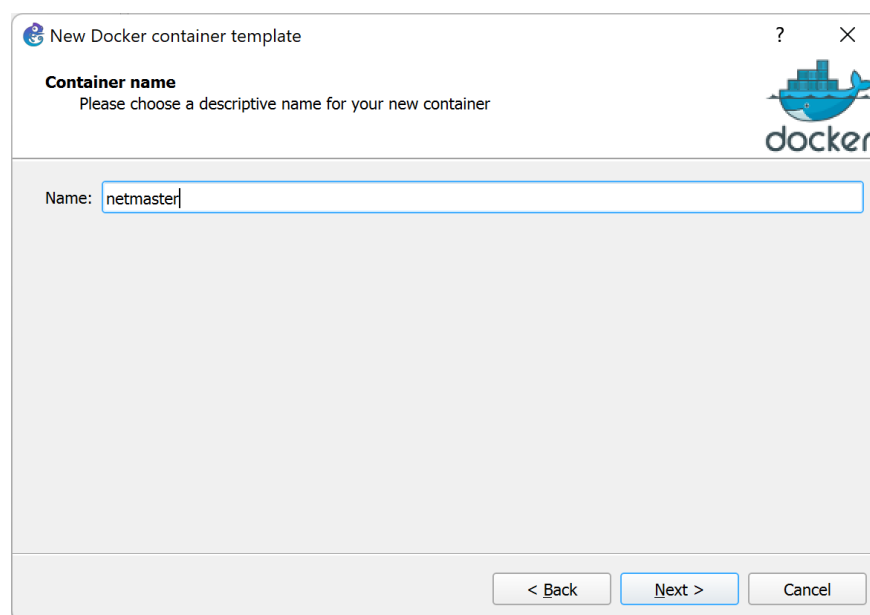 New Docker container template
?
Container name
Please choose a descriptive name for your new container
docker
Name: netmaster
< Back
Next >
Cancel